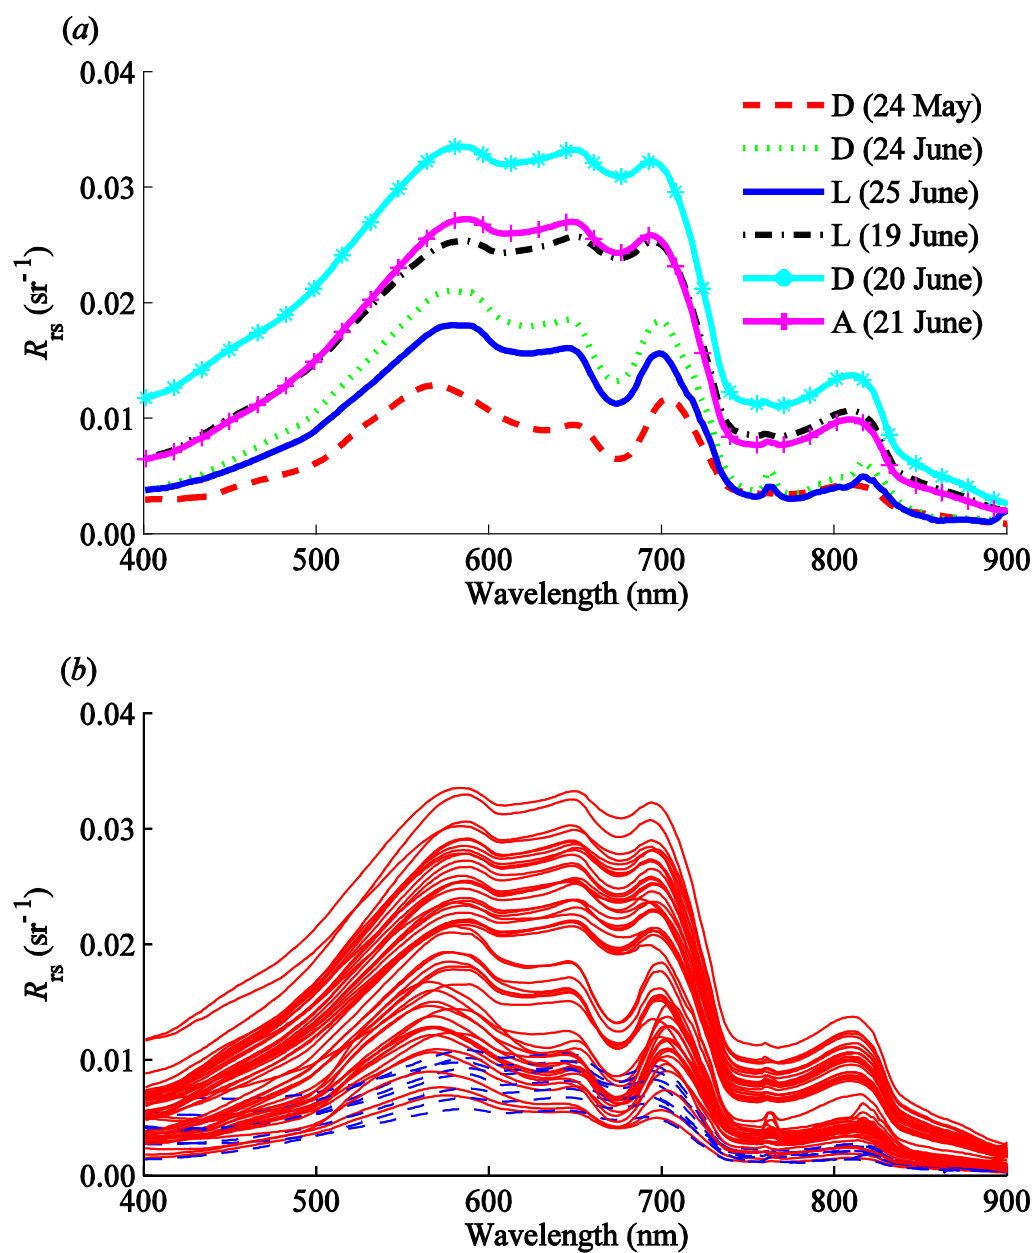 (a)
0.04
0.03
0.02
0.01
0.00
R_rs (sr^-1)
D (24 May)
D (24 June)
L (25 June)
L (19 June)
D (20 June)
A (21 June)
400 500 600 700 800 900
Wavelength (nm)
(b)
0.04
0.03
0.02
0.01
0.00
R_rs (sr^-1)
400 500 600 700 800 900
Wavelength (nm)